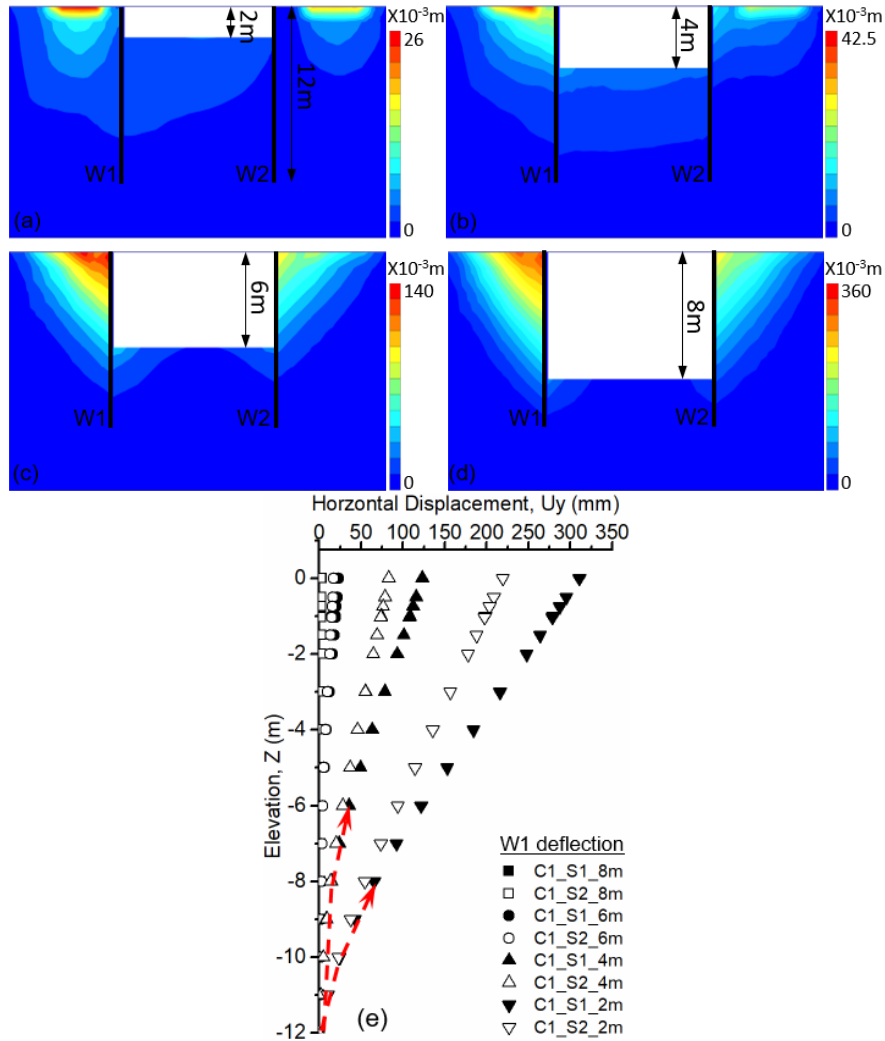 X10⁻³m
26
0
2m
12m
W1
W2
(a)
X10⁻³m
42.5
0
4m
W1
W2
(b)
X10⁻³m
140
0
6m
W1
W2
(c)
X10⁻³m
360
0
8m
W1
W2
(d)
Horzontal Displacement, Uy (mm)
0 50 100 150 200 250 300 350
Elevation, Z (m)
0
-2
-4
-6
-8
-10
-12
W1 deflection
C1_S1_8m
C1_S2_8m
C1_S1_6m
C1_S2_6m
C1_S1_4m
C1_S2_4m
C1_S1_2m
C1_S2_2m
(e)